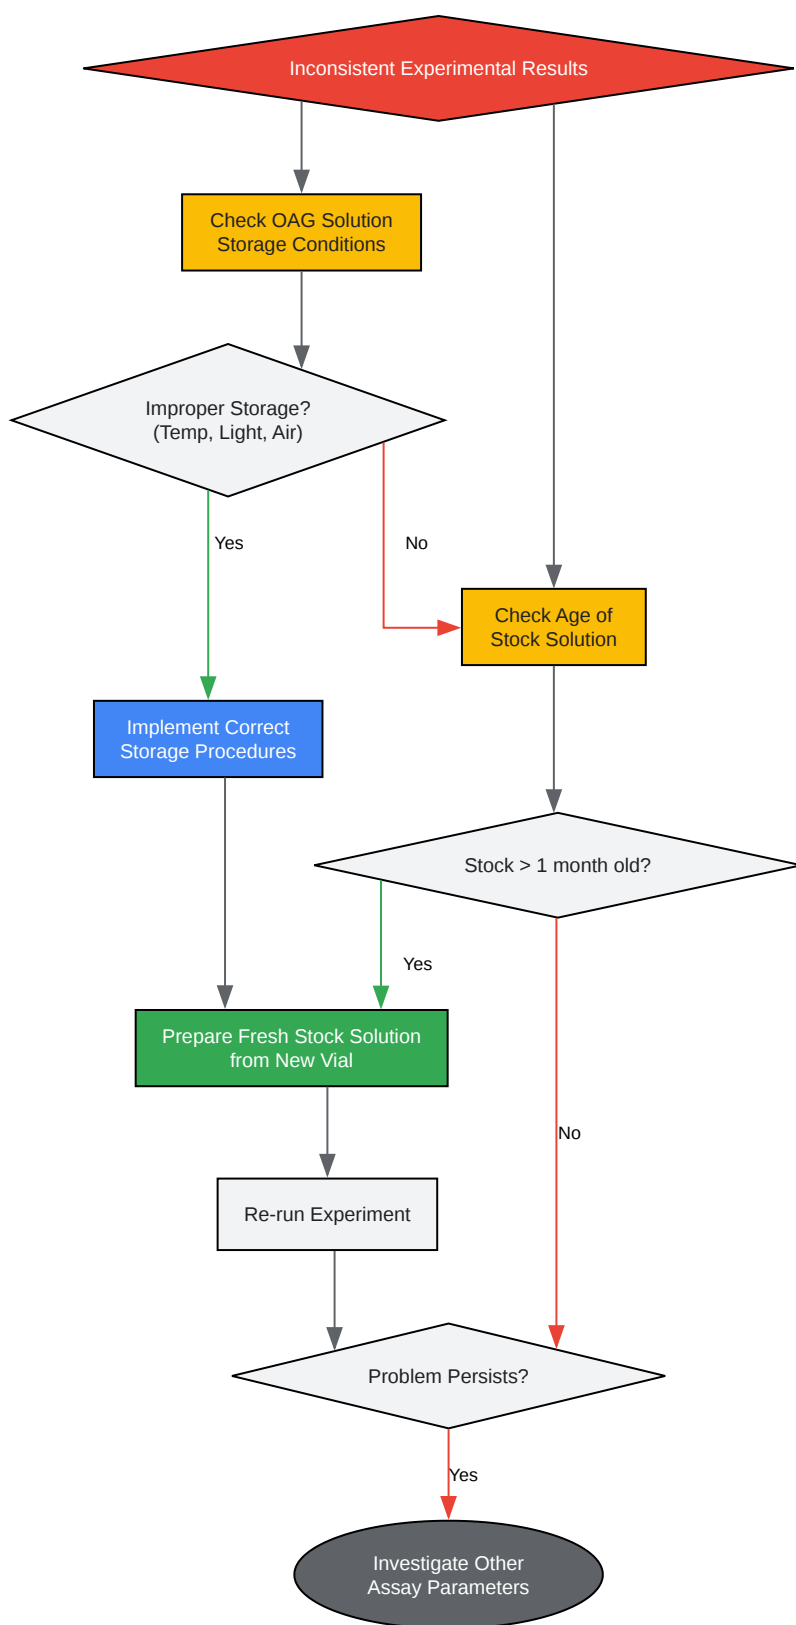 Inconsistent Experimental Results
Check OAG Solution
Storage Conditions
Improper Storage?
(Temp, Light, Air)
Yes
No
Check Age of
Stock Solution
Implement Correct
Storage Procedures
Stock > 1 month old?
Yes
Prepare Fresh Stock Solution
from New Vial
No
Re-run Experiment
Problem Persists?
Yes
Investigate Other
Assay Parameters